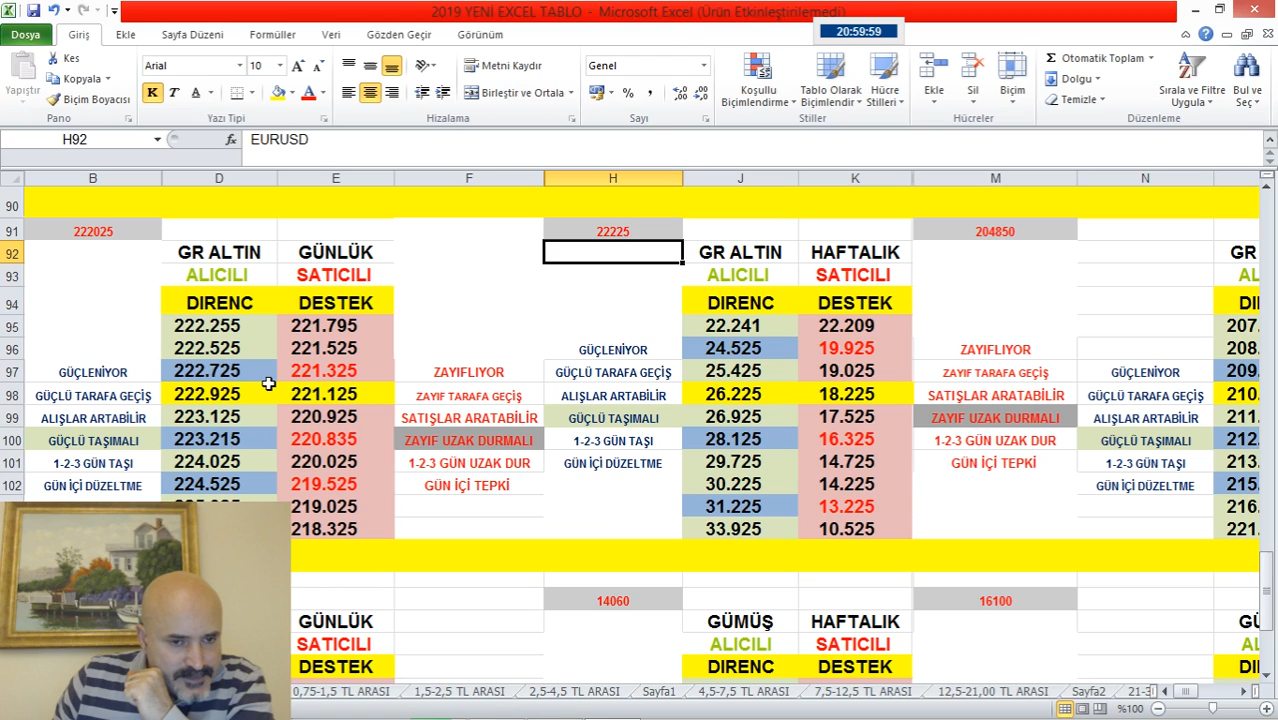 2019 YENİ EXCEL TABLO - Microsoft Excel (Ürün Etkinleştirilemedi)
20:59:59
Dosya Giriş Ekle Sayfa Düzeni Formüller Veri Gözden Geçir Görünüm
Yapıştır
Kes
Kopyala
Biçim Boyacısı
Pano
Arial 10
K T A
Yazı Tipi
Metni Kaydır
Birleştir ve Ortala
Hizalama
Genel
Sayı
Koşullu Biçimlendirme
Tablo Olarak Biçimlendir
Hücre Stilleri
Stiller
Ekle Sil Biçim
Hücreler
Otomatik Toplam
Dolgu
Temizle
Sırala ve Filtre Uygula
Bul ve Seç
Düzenleme
H92 fx EURUSD
B D E F H J K M N
90
91 222025 22225 204850
92 GR ALTIN GÜNLÜK GR ALTIN HAFTALIK GR
93 ALICILI SATICILI ALICILI SATICILI AL
94 DIRENC DESTEK DIRENC DESTEK DI
95 222.255 221.795 22.241 22.209 207.
96 222.525 221.525 GÜÇLENİYOR 24.525 19.925 ZAYIFLIYOR 208.
97 GÜÇLENİYOR 222.725 221.325 ZAYIFLIYOR GÜÇLÜ TARAFA GEÇİŞ 25.425 19.025 ZAYIF TARAFA GEÇİŞ GÜÇLENİYOR 209.
98 GÜÇLÜ TARAFA GEÇİŞ 222.925 221.125 ZAYIF TARAFA GEÇİŞ ALIŞLAR ARTABİLİR 26.225 18.225 SATIŞLAR ARTABİLİR GÜÇLÜ TARAFA GEÇİŞ 210.
99 ALIŞLAR ARTABİLİR 223.125 220.925 SATIŞLAR ARATABİLİR GÜÇLÜ TAŞIMALI 26.925 17.525 ZAYIF UZAK DURMALI ALIŞLAR ARTABİLİR 211.
100 GÜÇLÜ TAŞIMALI 223.215 220.835 ZAYIF UZAK DURMALI 1-2-3 GÜN TAŞI 28.125 16.325 1-2-3 GÜN UZAK DUR GÜÇLÜ TAŞIMALI 212.
101 1-2-3 GÜN TAŞI 224.025 220.025 1-2-3 GÜN UZAK DUR GÜN İÇİ DÜZELTME 29.725 14.725 GÜN İÇİ TEPKİ 1-2-3 GÜN TAŞI 213.
102 GÜN İÇİ DÜZELTME 224.525 219.525 GÜN İÇİ TEPKİ 30.225 14.225 GÜN İÇİ DÜZELTME 215.
219.025 31.225 13.225 216.
218.325 33.925 10.525 221.
14060 16100
GÜNLÜK GÜMÜŞ HAFTALIK GÜ
SATICILI ALICILI SATICILI AL
DESTEK DIRENC DESTEK DI
0,75-1,5 TL ARASI 1,5-2,5 TL ARASI 2,5-4,5 TL ARASI Sayfa1 4,5-7,5 TL ARASI 7,5-12,5 TL ARASI 12,5-21,00 TL ARASI Sayfa2 21-3
%100